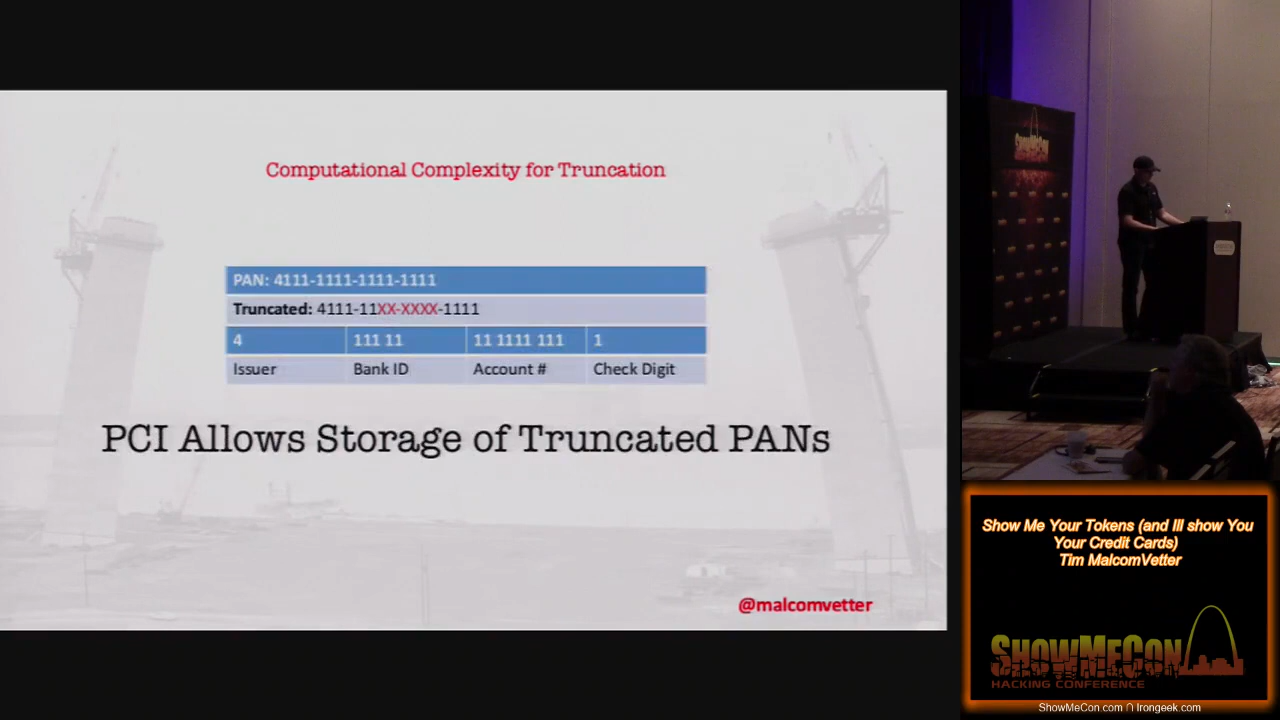 Computational Complexity for Truncation
PAN: 4111-1111-1111-1111
Truncated: 4111-11XX-XXXX-1111
4 111 11 11 1111 111 1
Issuer Bank ID Account # Check Digit
PCI Allows Storage of Truncated PANs
@malcomvetter
SHOWMECON
Show Me Your Tokens (and Ill show You
Your Credit Cards)
Tim MalcomVetter
SHOWMECON
HACKING CONFERENCE
ShowMeCon.com ∩ Irongeek.com